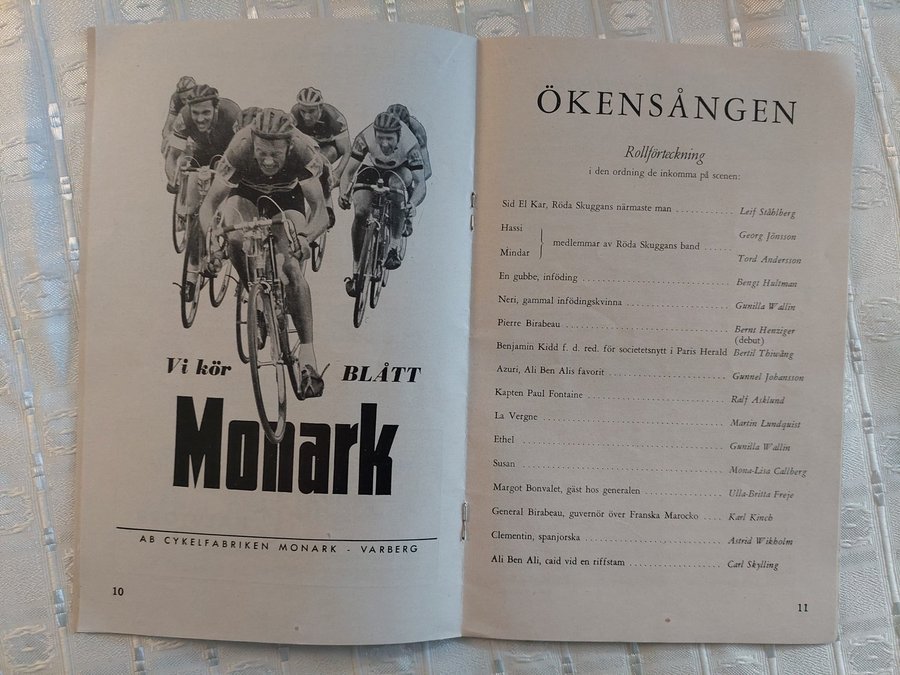 Vi kör BLÅTT
Monark
AB CYKELFABRIKEN MONARK - VARBERG
10
ÖKENSÅNGEN
Rollförteckning
i den ordning de inkomma på scenen:
Sid El Kar, Röda Skuggans närmaste man ............ Leif Ståhlberg
Hassi
Georg Jönsson
medlemmar av Röda Skuggans band ......
Mindar
Tord Andersson
En gubbe, inföding ............ Bengt Hultman
Neri, gammal infödingskvinna ............ Gunilla Wallin
Pierre Birabeau ............ Bernt Henziger
(debut)
Benjamin Kidd f. d. red. för societetsnytt i Paris Herald Bertil Thiwång
Azuri, Ali Ben Alis favorit ............ Gunnel Johansson
Kapten Paul Fontaine ............ Ralf Asklund
La Vergne ............ Martin Lundquist
Ethel ............ Gunilla Wallin
Susan ............ Mona-Lisa Callberg
Margot Bonvalet, gäst hos generalen ............ Ulla-Britta Freje
General Birabeau, guvernör över Franska Marocko .... Karl Kinch
Clementin, spanjorska ............ Astrid Wikholm
Ali Ben Ali, caid vid en riffstam ............ Carl Skylling
11